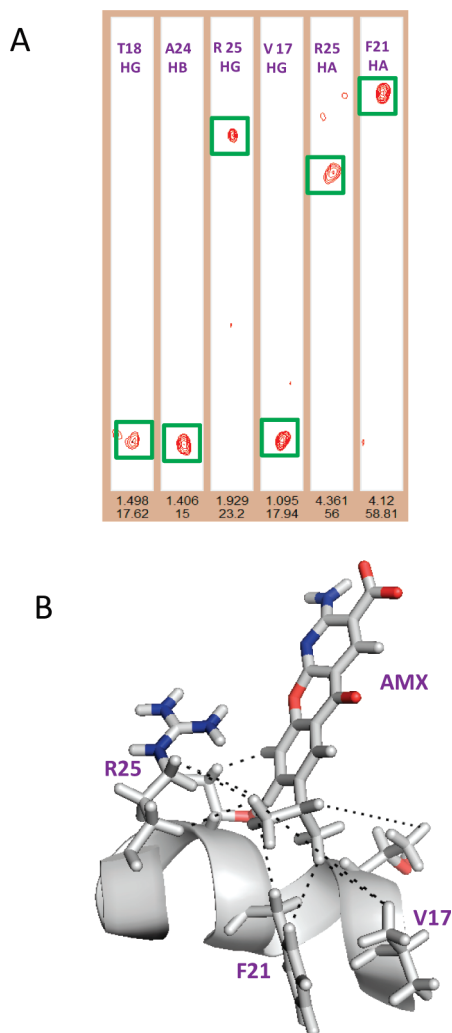 A
T18 A24 R 25 V 17 R25 F21
HG HB HG HG HA HA
1.498 1.406 1.929 1.095 4.361 4.12
17.62 15 23.2 17.94 56 58.81
B
AMX
R25
V17
F21